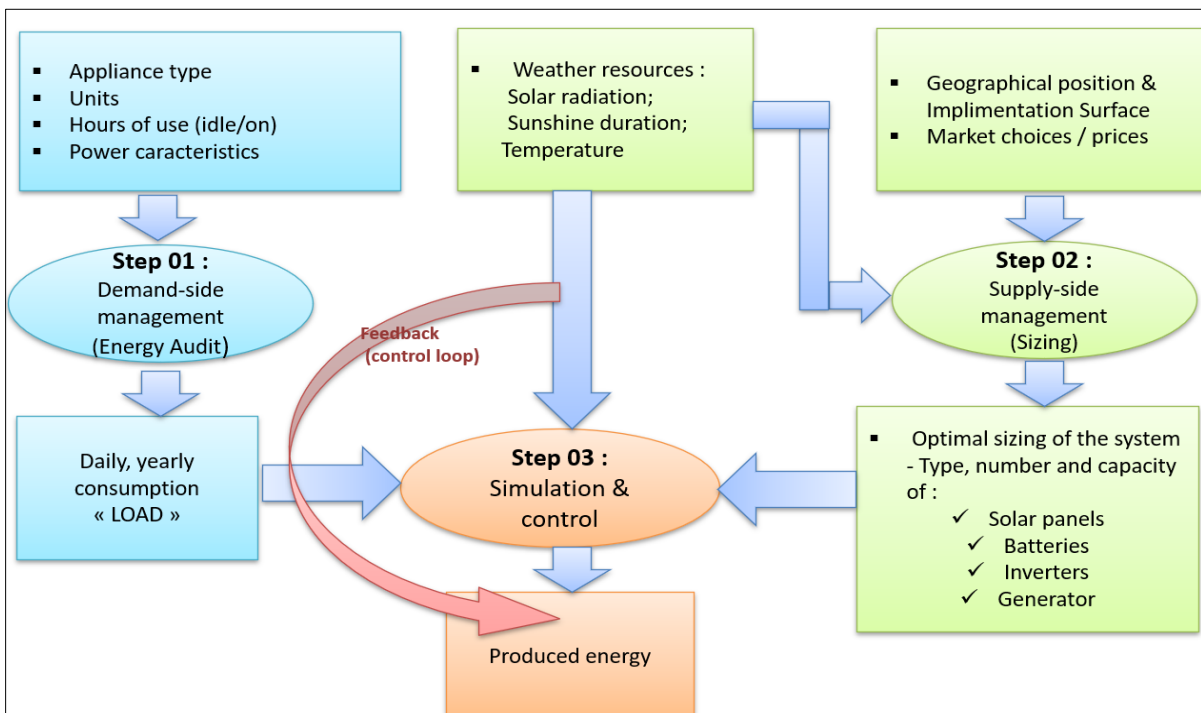 ▪ Appliance type
▪ Units
▪ Hours of use (idle/on)
▪ Power caracteristics
▪ Weather resources :
Solar radiation;
Sunshine duration;
Temperature
▪ Geographical position &
Implimentation Surface
▪ Market choices / prices
Step 01 :
Demand-side
management
(Energy Audit)
Feedback
(control loop)
Step 02 :
Supply-side
management
(Sizing)
Daily, yearly
consumption
« LOAD »
Step 03 :
Simulation &
control
▪ Optimal sizing of the system
- Type, number and capacity
of :
✓ Solar panels
✓ Batteries
✓ Inverters
✓ Generator
Produced energy